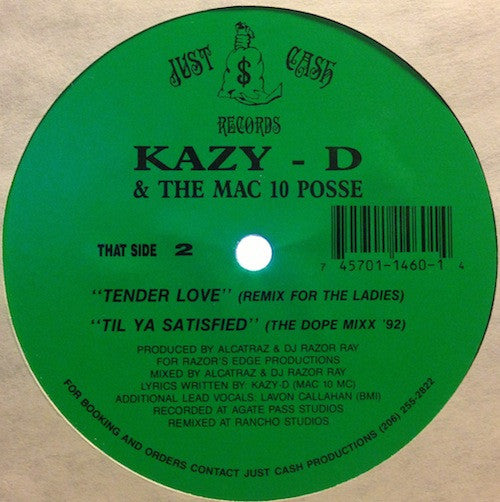 JUST $ CASH
RECORDS
KAZY - D
& THE MAC 10 POSSE
THAT SIDE 2
7 45701-1460-1 4
"TENDER LOVE" (REMIX FOR THE LADIES)
"TIL YA SATISFIED" (THE DOPE MIXX '92)
PRODUCED BY ALCATRAZ & DJ RAZOR RAY
FOR RAZOR'S EDGE PRODUCTIONS
MIXED BY ALCATRAZ & DJ RAZOR RAY
LYRICS WRITTEN BY: KAZY-D (MAC 10 MC)
ADDITIONAL LEAD VOCALS: LAVON CALLAHAN (BMI)
RECORDED AT AGATE PASS STUDIOS
REMIXED AT RANCHO STUDIOS
FOR BOOKING AND ORDERS CONTACT JUST CASH PRODUCTIONS (206) 255-2822